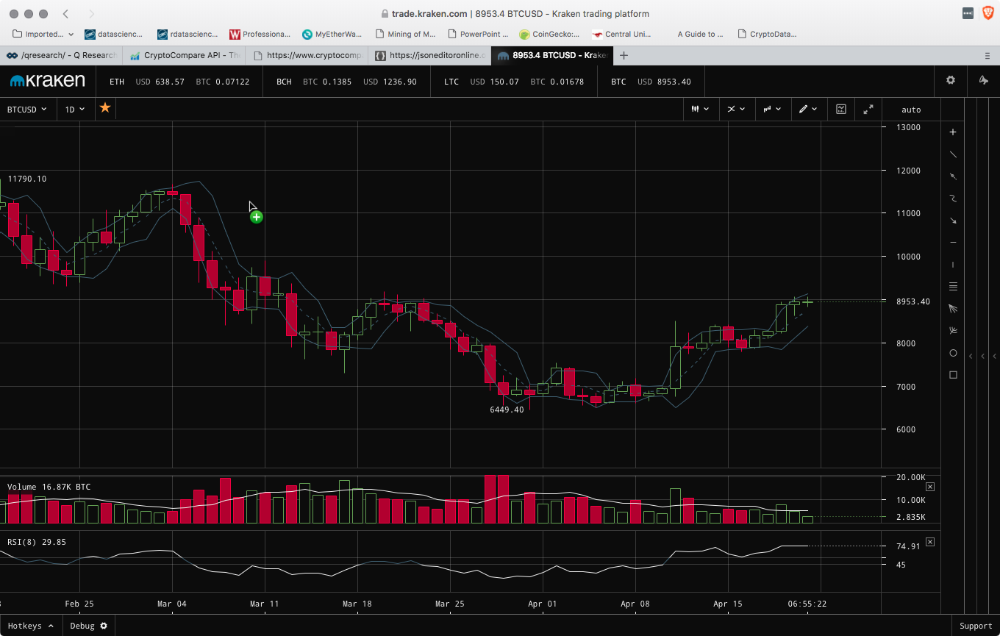 trade.kraken.com | 8953.4 BTCUSD - Kraken trading platform
Imported... datascienc... rdatascienc... Professiona... MyEtherWa... Mining of M... PowerPoint ... CoinGecko:... Central Uni... A Guide to ... CryptoData...
/qresearch/ - Q Research CryptoCompare API - Th https://www.cryptocomp https://jsoneditoronline.o 8953.4 BTCUSD - Kraken
kraken ETH USD 638.57 BTC 0.07122 BCH BTC 0.1385 USD 1236.90 LTC USD 150.07 BTC 0.01678 BTC USD 8953.40
BTCUSD 1D auto
13000
12000
11790.10
11000
10000
8953.40
8000
7000
6449.40
6000
Volume 16.87K BTC
20.00K
10.00K
2.835K
RSI(8) 29.85
74.91
45
Feb 25 Mar 04 Mar 11 Mar 18 Mar 25 Apr 01 Apr 08 Apr 15 06:55:22
Hotkeys Debug Support